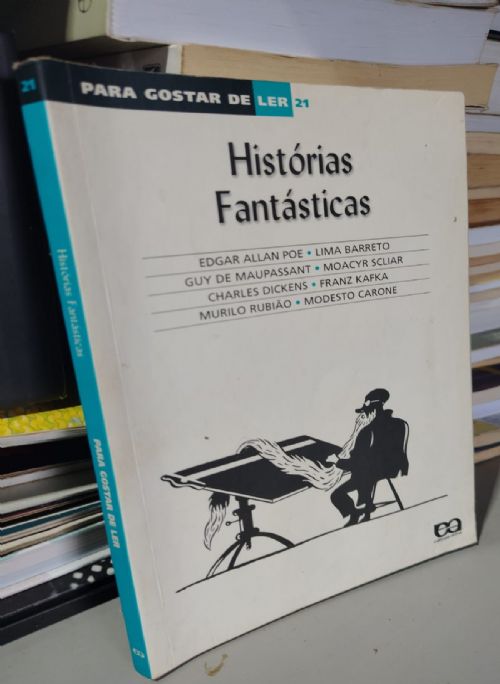 21
PARA GOSTAR DE LER 21
Histórias
Fantásticas
EDGAR ALLAN POE • LIMA BARRETO
GUY DE MAUPASSANT • MOACYR SCLIAR
CHARLES DICKENS • FRANZ KAFKA
MURILO RUBIÃO • MODESTO CARONE
Histórias Fantásticas
PARA GOSTAR DE LER